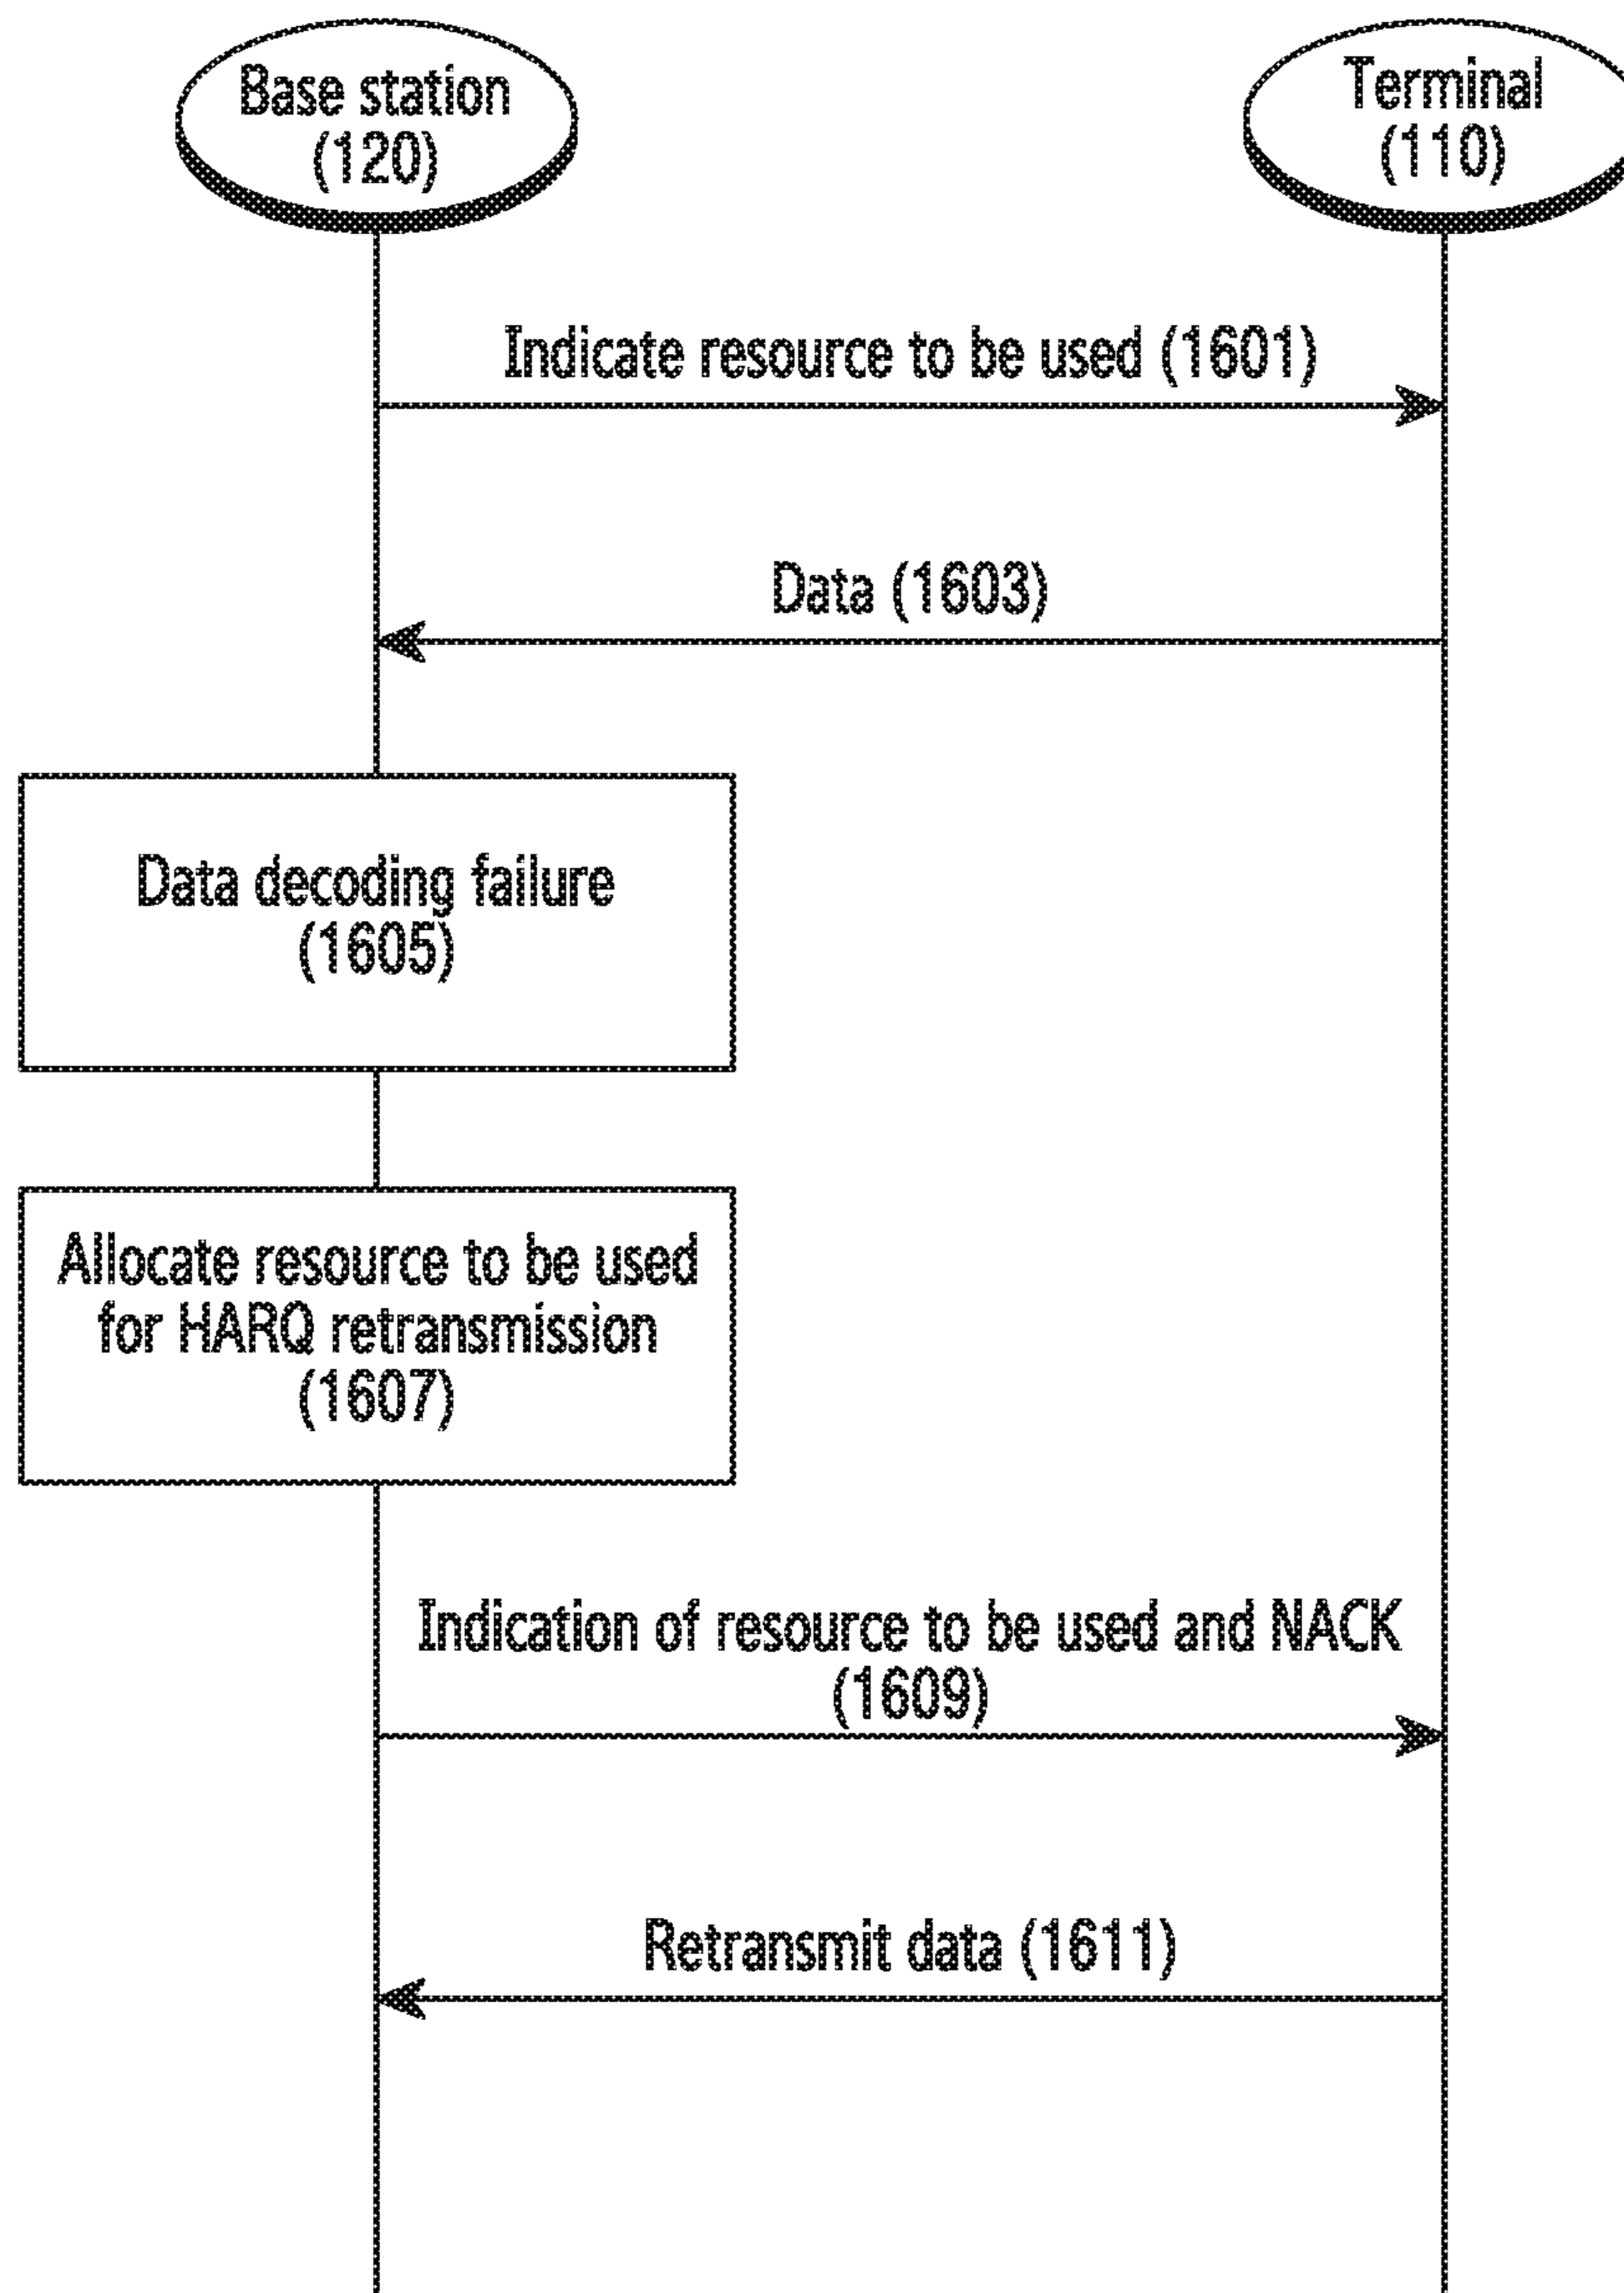 Base station
(120)
Terminal
(110)
Indicate resource to be used (1601)
Data (1603)
Data decoding failure
(1605)
Allocate resource to be used
for HARQ retransmission
(1607)
Indication of resource to be used and NACK
(1609)
Retransmit data (1611)